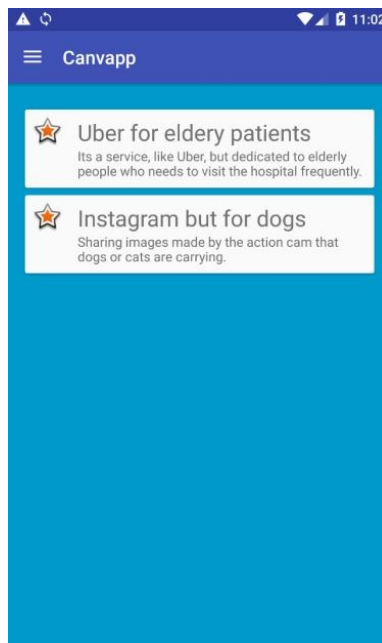 11:02
Canvapp
Uber for eldery patients
Its a service, like Uber, but dedicated to elderly
people who needs to visit the hospital frequently.
Instagram but for dogs
Sharing images made by the action cam that
dogs or cats are carrying.